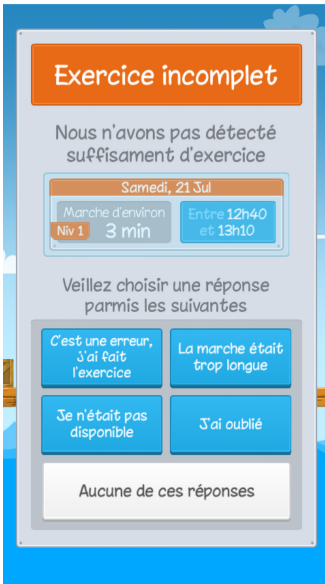 Exercice incomplet
Nous n'avons pas détecté
suffisament d'exercice
Samedi, 21 Jul
Marche d'environ
Niv 1 3 min
Entre 12h40
et 13h10
Veillez choisir une réponse
parmis les suivantes
C'est une erreur,
J'ai fait
l'exercice
La marche était
trop longue
Je n'était pas
disponible
J'ai oublié
Aucune de ces réponses